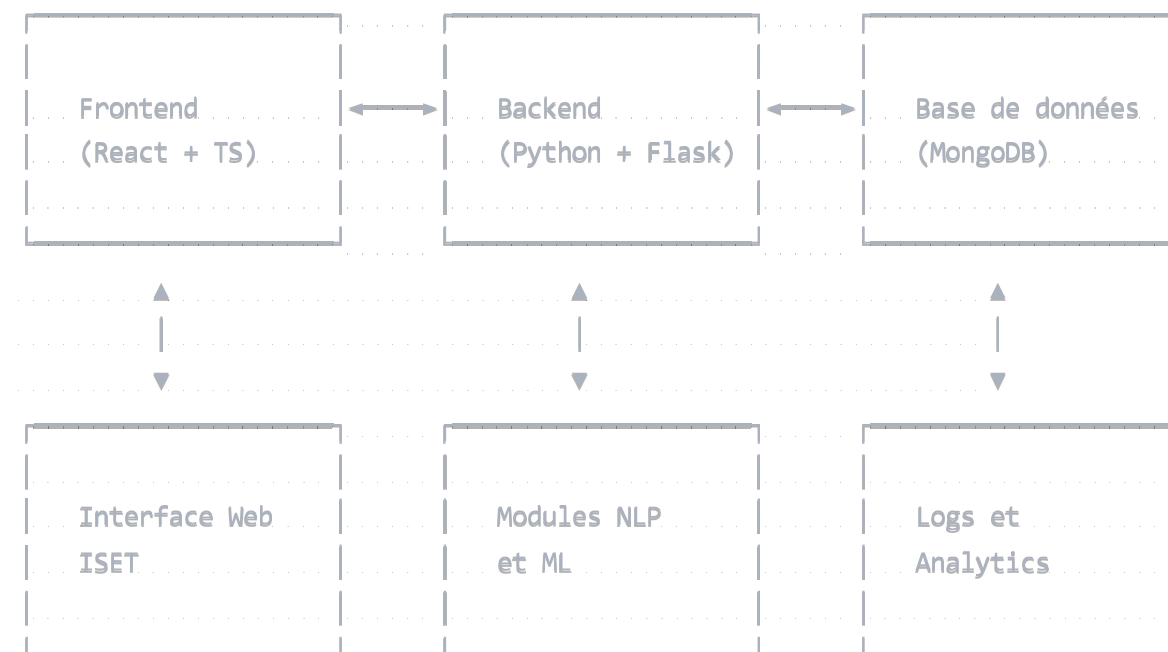 Frontend
(React + TS)
Backend
(Python + Flask)
Base de données
(MongoDB)
Interface Web
ISET
Modules NLP
et ML
Logs et
Analytics